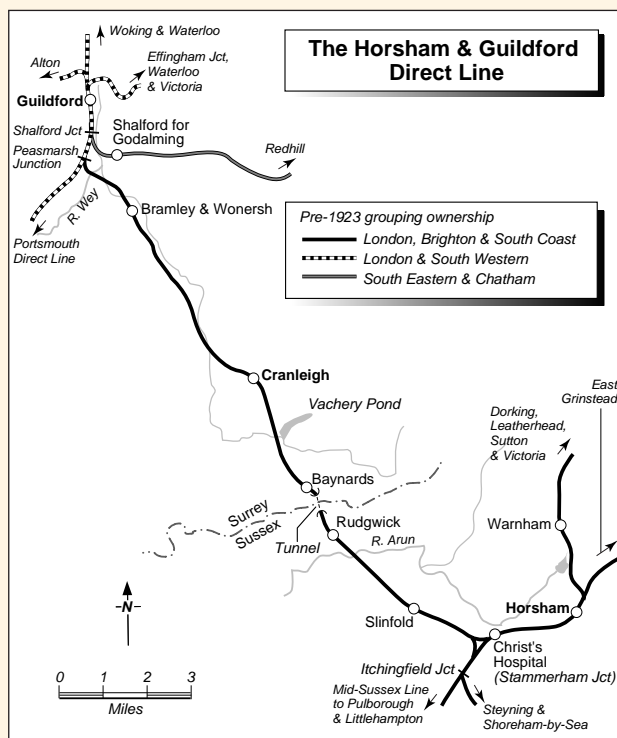 Woking & Waterloo
Alton
Effingham Jct,
Waterloo
& Victoria
The Horsham & Guildford
Direct Line
Guildford
Shalford Jct
Shalford for
Godalming
Peasmarsh
Junction
Redhill
R. Wey
Bramley & Wonersh
Portsmouth
Direct Line
Pre-1923 grouping ownership
London, Brighton & South Coast
London & South Western
South Eastern & Chatham
Cranleigh
Vachery Pond
East
Grinstead
Dorking,
Leatherhead,
Sutton
& Victoria
Baynards
Surrey
Sussex
Tunnel
Rudgwick
R. Arun
Warnham
-N-
Slinfold
Horsham
Christ's
Hospital
(Stammerham Jct)
Itchingfield Jct
Mid-Sussex Line
to Pulborough
& Littlehampton
Steyning &
Shoreham-by-Sea
0 1 2 3
Miles